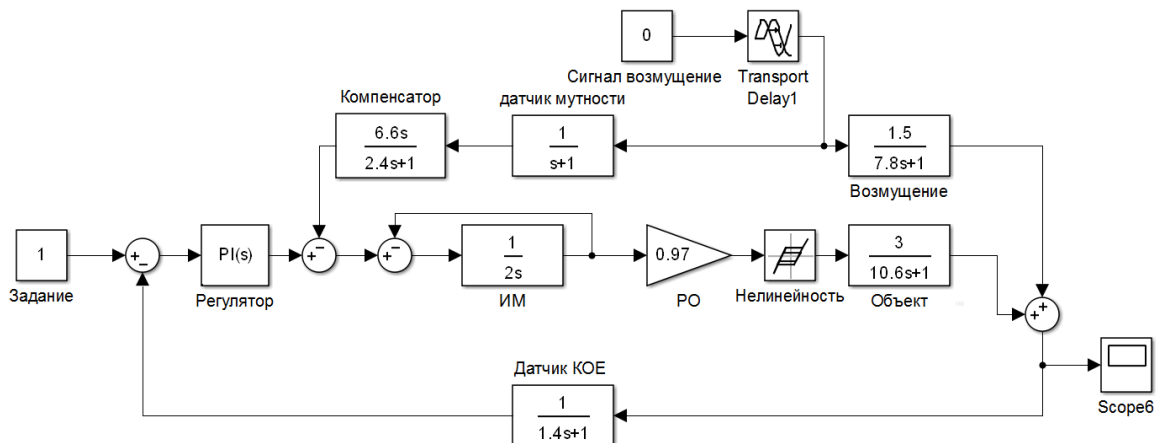 0
Сигнал возмущение
Transport
Delay1
Компенсатор
6.6s
2.4s+1
датчик мутности
1
s+1
1.5
7.8s+1
Возмущение
1
Задание
+
−
PI(s)
Регулятор
−
+
−
+
1
2s
ИМ
0.97
РО
Нелинейность
3
10.6s+1
Объект
+
+
Scope6
Датчик КОЕ
1
1.4s+1